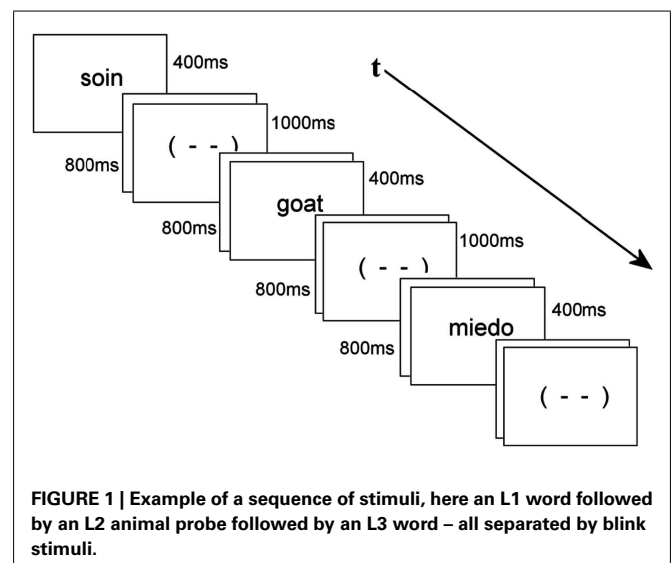 soin
400ms
t
( - - )
1000ms
800ms
goat
400ms
800ms
( - - )
1000ms
800ms
miedo
400ms
800ms
( - - )
FIGURE 1 | Example of a sequence of stimuli, here an L1 word followed
by an L2 animal probe followed by an L3 word – all separated by blink
stimuli.